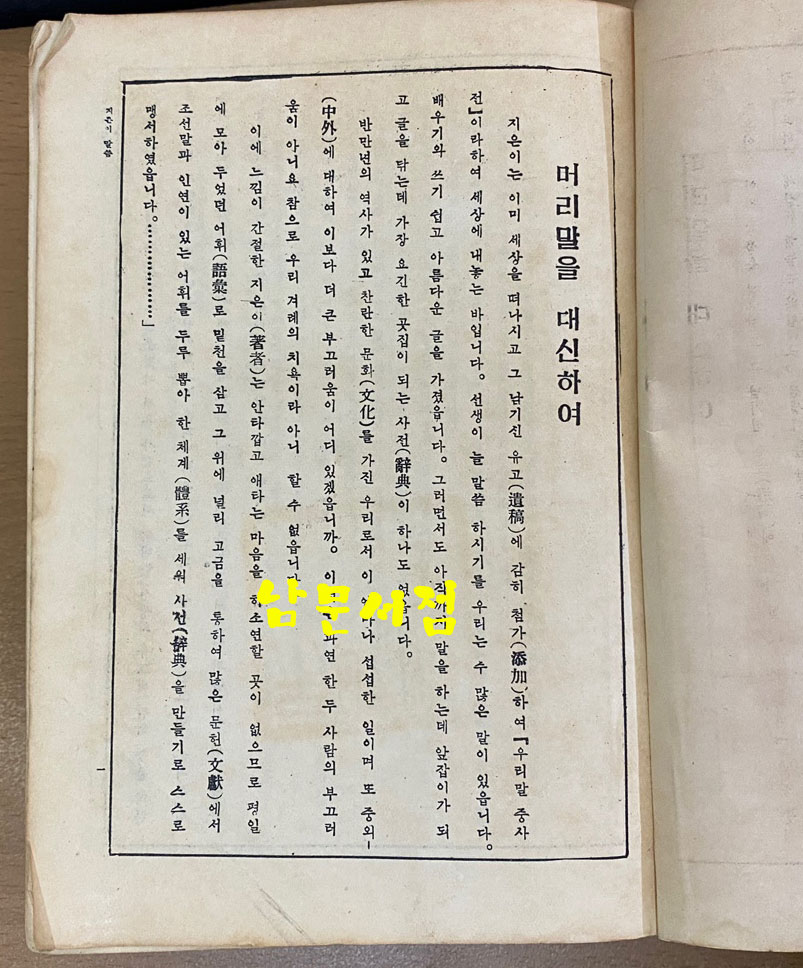 머리말을 대신하여
지은이는 이미 세상을 떠나시고 그 남기신 유고(遺稿)에 감히 첨가(添加)하여『우리말 중사
전』이라하여 세상에 내놓는 바입니다。선생이 늘 말씀 하시기를 우리는 수 많은 말이 있읍니다。
배우기와 쓰기 쉽고 아름다운 글을 가졌읍니다。그러면서도 아직까지 말을 하는데 앞잡이가 되
고 글을 닦는데 가장 요긴한 곳집이 되는 사전(辭典)이 하나도 없읍니다。
반만년의 역사가 있고 찬란한 문화(文化)를 가진 우리로서 이 섭섭한 일이며 또 중외ー
(中外)에 대하여 이보다 더 큰 부끄러움이 어디 있겠읍니까。과연 한 두 사람의 부끄러
움이 아니요 참으로 우리 겨레의 치욕이라 아니 할 수 없읍니다
이에 느낌이 간절한 지은이(著者)는 안타깝고 애타는 마음을 하소연할 곳이 없으므로 평일
에 모아 두었던 어휘(語彙)로 밑천을 삼고 그 위에 널리 고금을 통하여 많은 문헌(文獻)에서
조선말과 인연이 있는 어휘를 두루 뽑아 한 체계(體系)를 세워 사전(辭典)을 만들기로 스스로
맹서하였읍니다。…………………」
지은이 말씀
一
남문서점